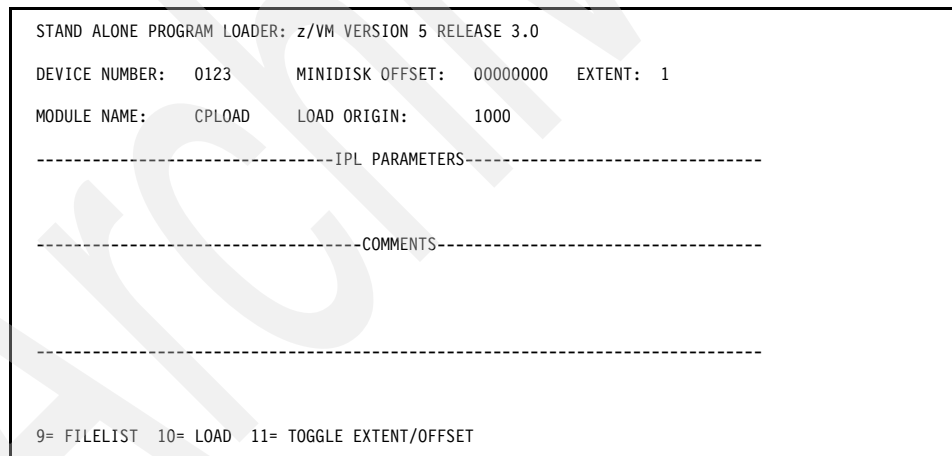 STAND ALONE PROGRAM LOADER: z/VM VERSION 5 RELEASE 3.0
DEVICE NUMBER: 0123 MINIDISK OFFSET: 00000000 EXTENT: 1
MODULE NAME: CPLOAD LOAD ORIGIN: 1000
--------------------------------IPL PARAMETERS--------------------------------
-----------------------------------COMMENTS-----------------------------------
------------------------------------------------------------------------------
9= FILELIST 10= LOAD 11= TOGGLE EXTENT/OFFSET